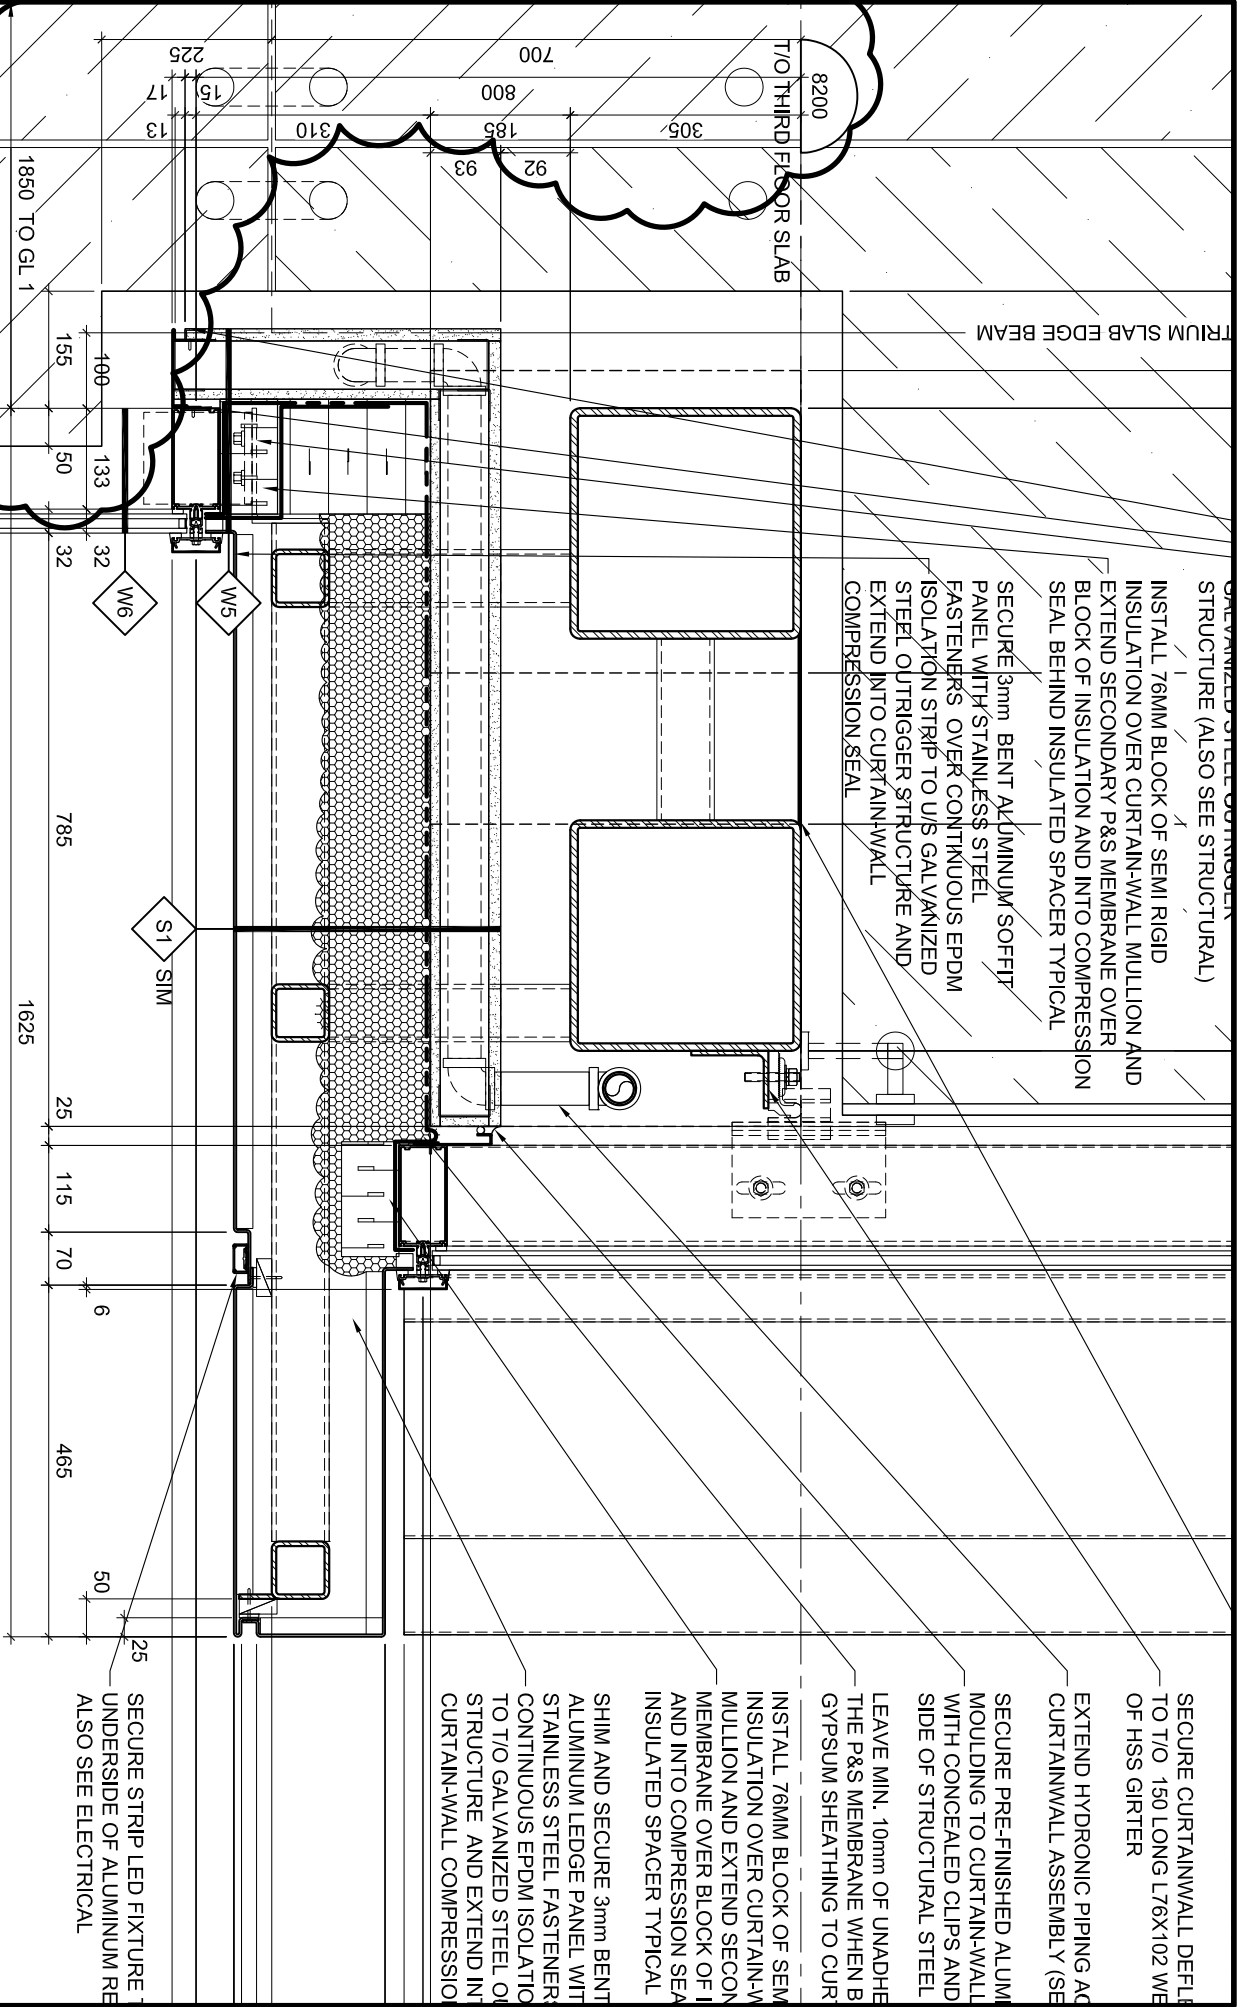 GALVANIZED STEEL OUTRIGGER
STRUCTURE (ALSO SEE STRUCTURAL)
INSTALL 76MM BLOCK OF SEMI RIGID
INSULATION OVER CURTAIN-WALL MULLION AND
EXTEND SECONDARY P&S MEMBRANE OVER
BLOCK OF INSULATION AND INTO COMPRESSION
SEAL BEHIND INSULATED SPACER TYPICAL
SECURE 3mm BENT ALUMINUM SOFFIT
PANEL WITH STAINLESS STEEL
FASTENERS OVER CONTINUOUS EPDM
ISOLATION STRIP TO U/S GALVANIZED
STEEL OUTRIGGER STRUCTURE AND
EXTEND INTO CURTAIN-WALL
COMPRESSION SEAL
SECURE CURTAINWALL DEFLE
TO T/O 150 LONG L76X102 WE
OF HSS GIRTER
EXTEND HYDRONIC PIPING AC
CURTAINWALL ASSEMBLY (SE
SECURE PRE-FINISHED ALUMI
MOULDING TO CURTAIN-WALL
WITH CONCEALED CLIPS AND
SIDE OF STRUCTURAL STEEL
LEAVE MIN. 10mm OF UNADHE
THE P&S MEMBRANE WHEN B
GYPSUM SHEATHING TO CURT
INSTALL 76MM BLOCK OF SEM
INSULATION OVER CURTAIN-W
MULLION AND EXTEND SECON
MEMBRANE OVER BLOCK OF I
AND INTO COMPRESSION SEA
INSULATED SPACER TYPICAL
SHIM AND SECURE 3mm BENT
ALUMINUM LEDGE PANEL WIT
STAINLESS STEEL FASTENERS
CONTINUOUS EPDM ISOLATIO
TO T/O GALVANIZED STEEL OU
STRUCTURE AND EXTEND INT
CURTAIN-WALL COMPRESSION
SECURE STRIP LED FIXTURE T
UNDERSIDE OF ALUMINUM RE
ALSO SEE ELECTRICAL
TRIUM SLAB EDGE BEAM
8200
T/O THIRD FLOOR SLAB
700
225
800
15
17
305
185
310
13
92
93
W5
W6
S1
SIM
100
133
32
6
50
25
155
50
32
785
25
115
70
465
1850 TO GL 1
1625